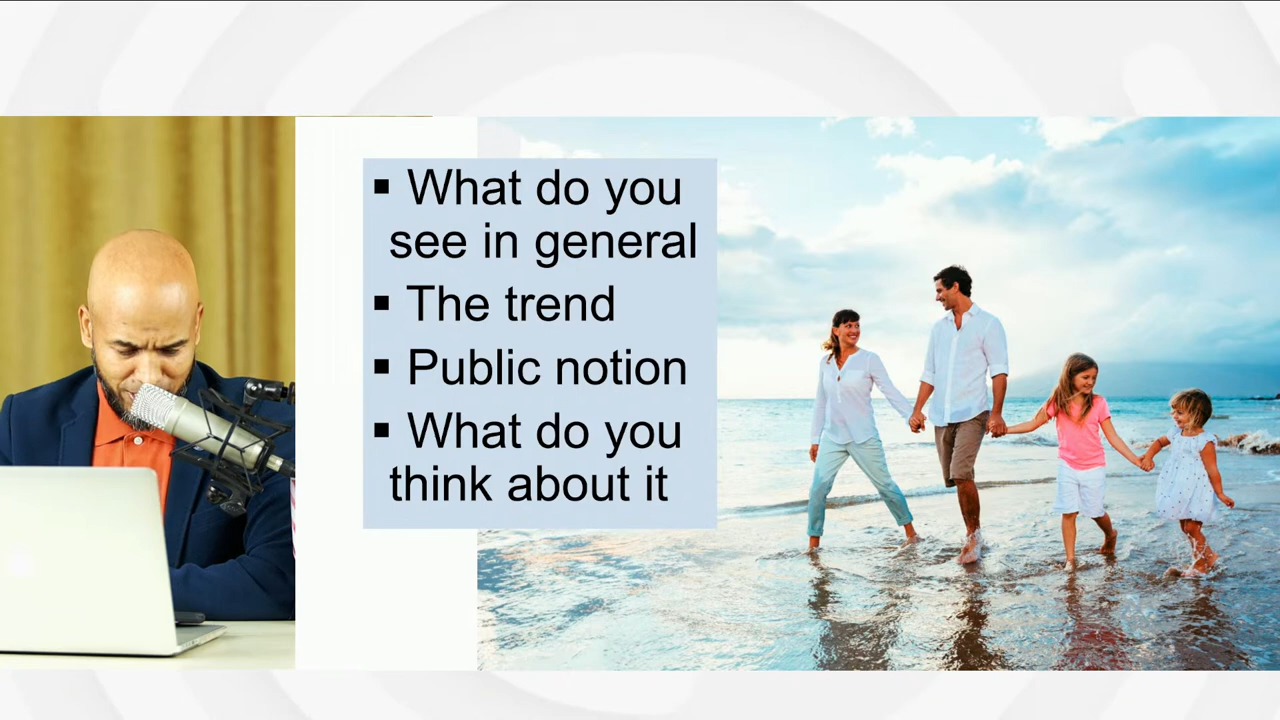 ▪ What do you
see in general
▪ The trend
▪ Public notion
▪ What do you
think about it